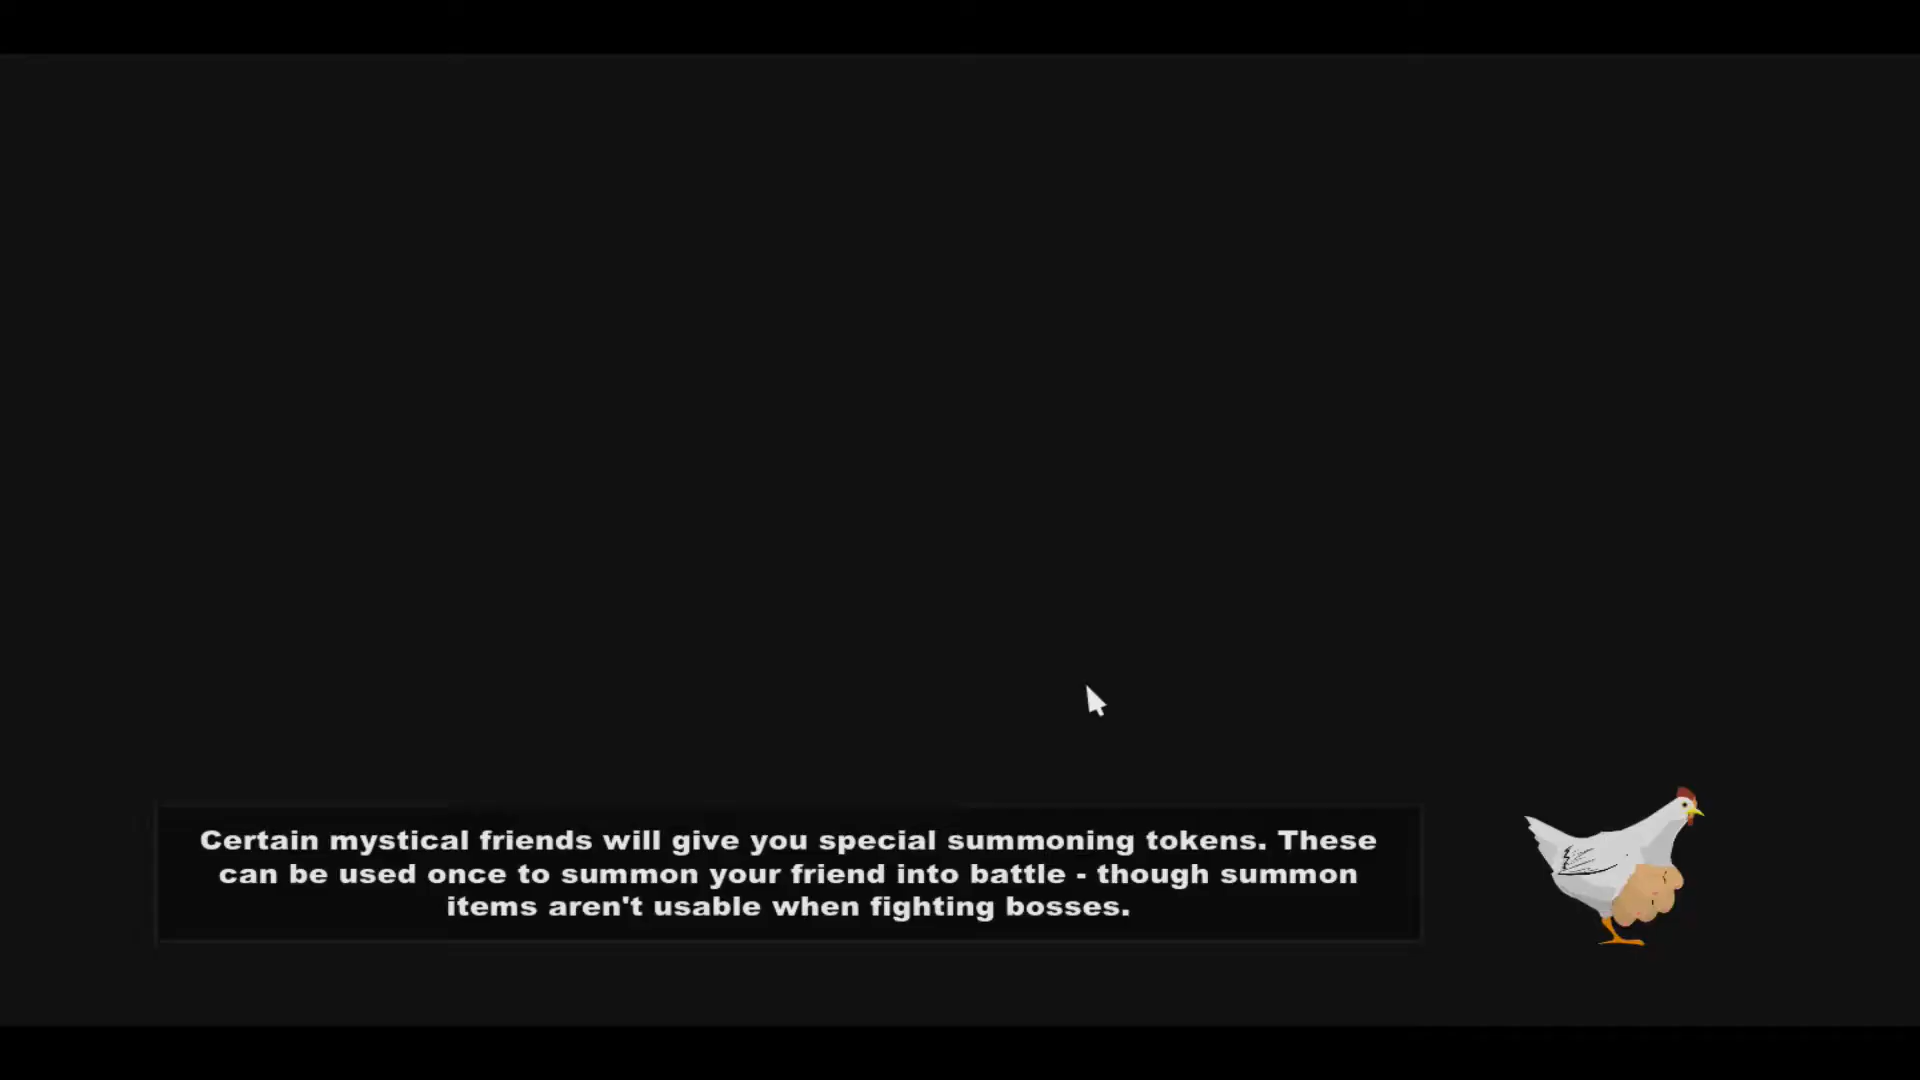 Certain mystical friends will give you special summoning tokens. These
can be used once to summon your friend into battle - though summon
items aren't usable when fighting bosses.